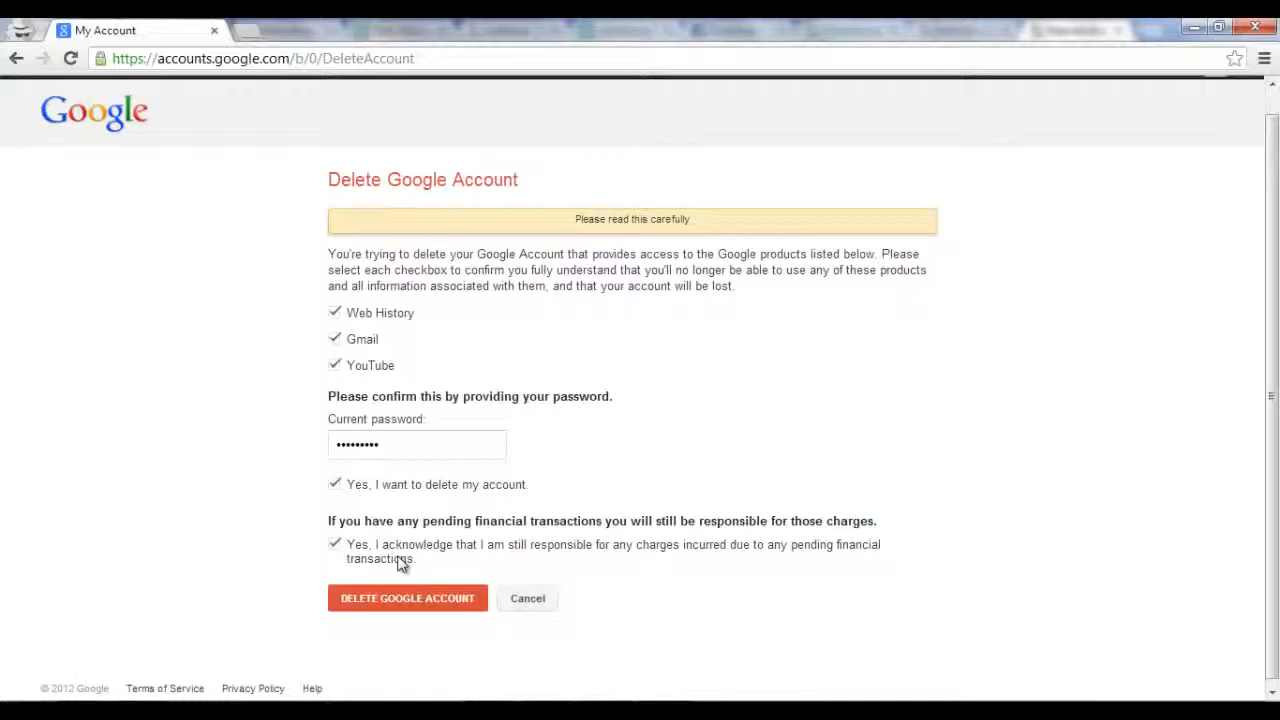 My Account
https://accounts.google.com/b/0/DeleteAccount
Google
Delete Google Account
Please read this carefully
You're trying to delete your Google Account that provides access to the Google products listed below. Please
select each checkbox to confirm you fully understand that you'll no longer be able to use any of these products
and all information associated with them, and that your account will be lost.
Web History
Gmail
YouTube
Please confirm this by providing your password.
Current password:
•••••••••
Yes, I want to delete my account.
If you have any pending financial transactions you will still be responsible for those charges.
Yes, I acknowledge that I am still responsible for any charges incurred due to any pending financial
transactions.
DELETE GOOGLE ACCOUNT Cancel
© 2012 Google Terms of Service Privacy Policy Help